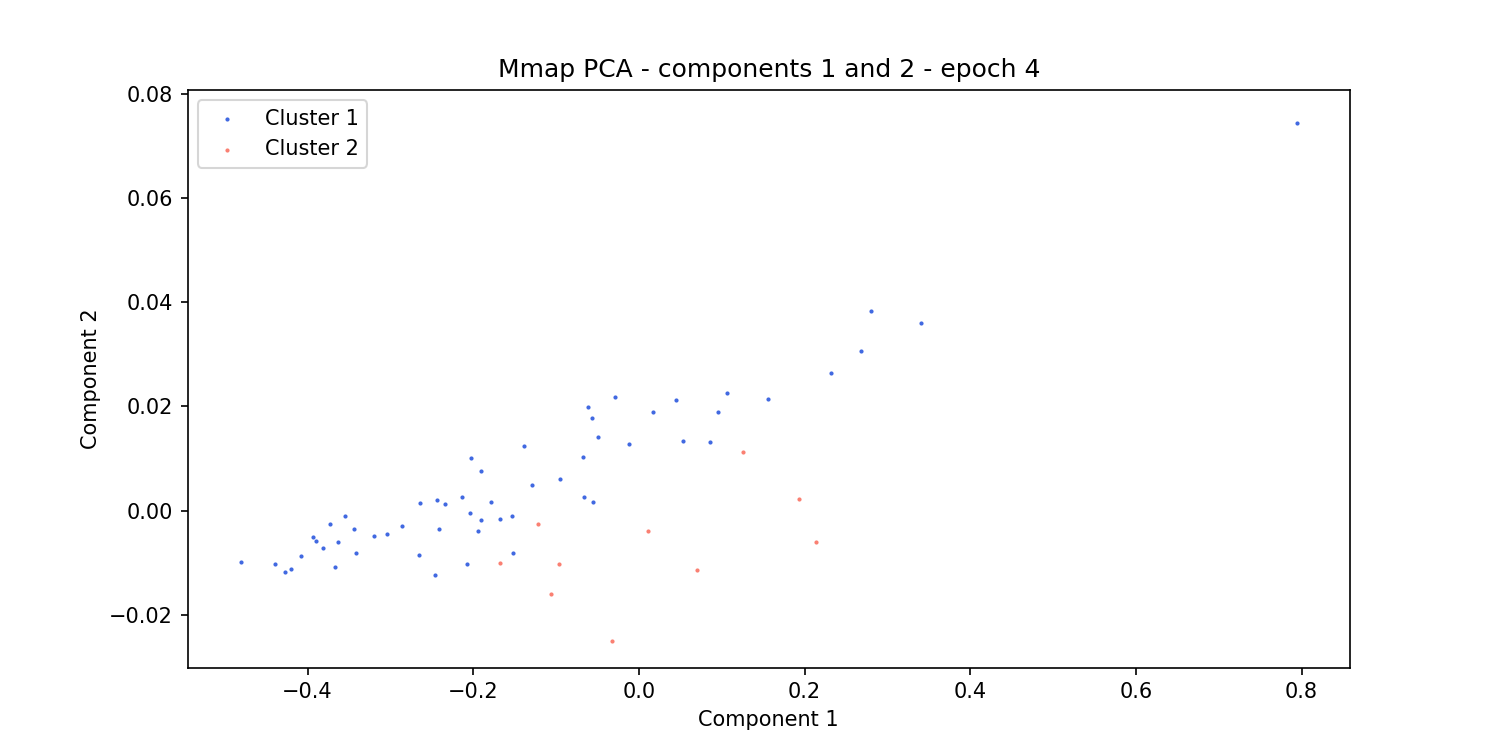 Mmap PCA - components 1 and 2 - epoch 4
Cluster 1
Cluster 2
0.08
0.06
0.04
0.02
0.00
−0.02
Component 2
−0.4
−0.2
0.0
0.2
0.4
0.6
0.8
Component 1